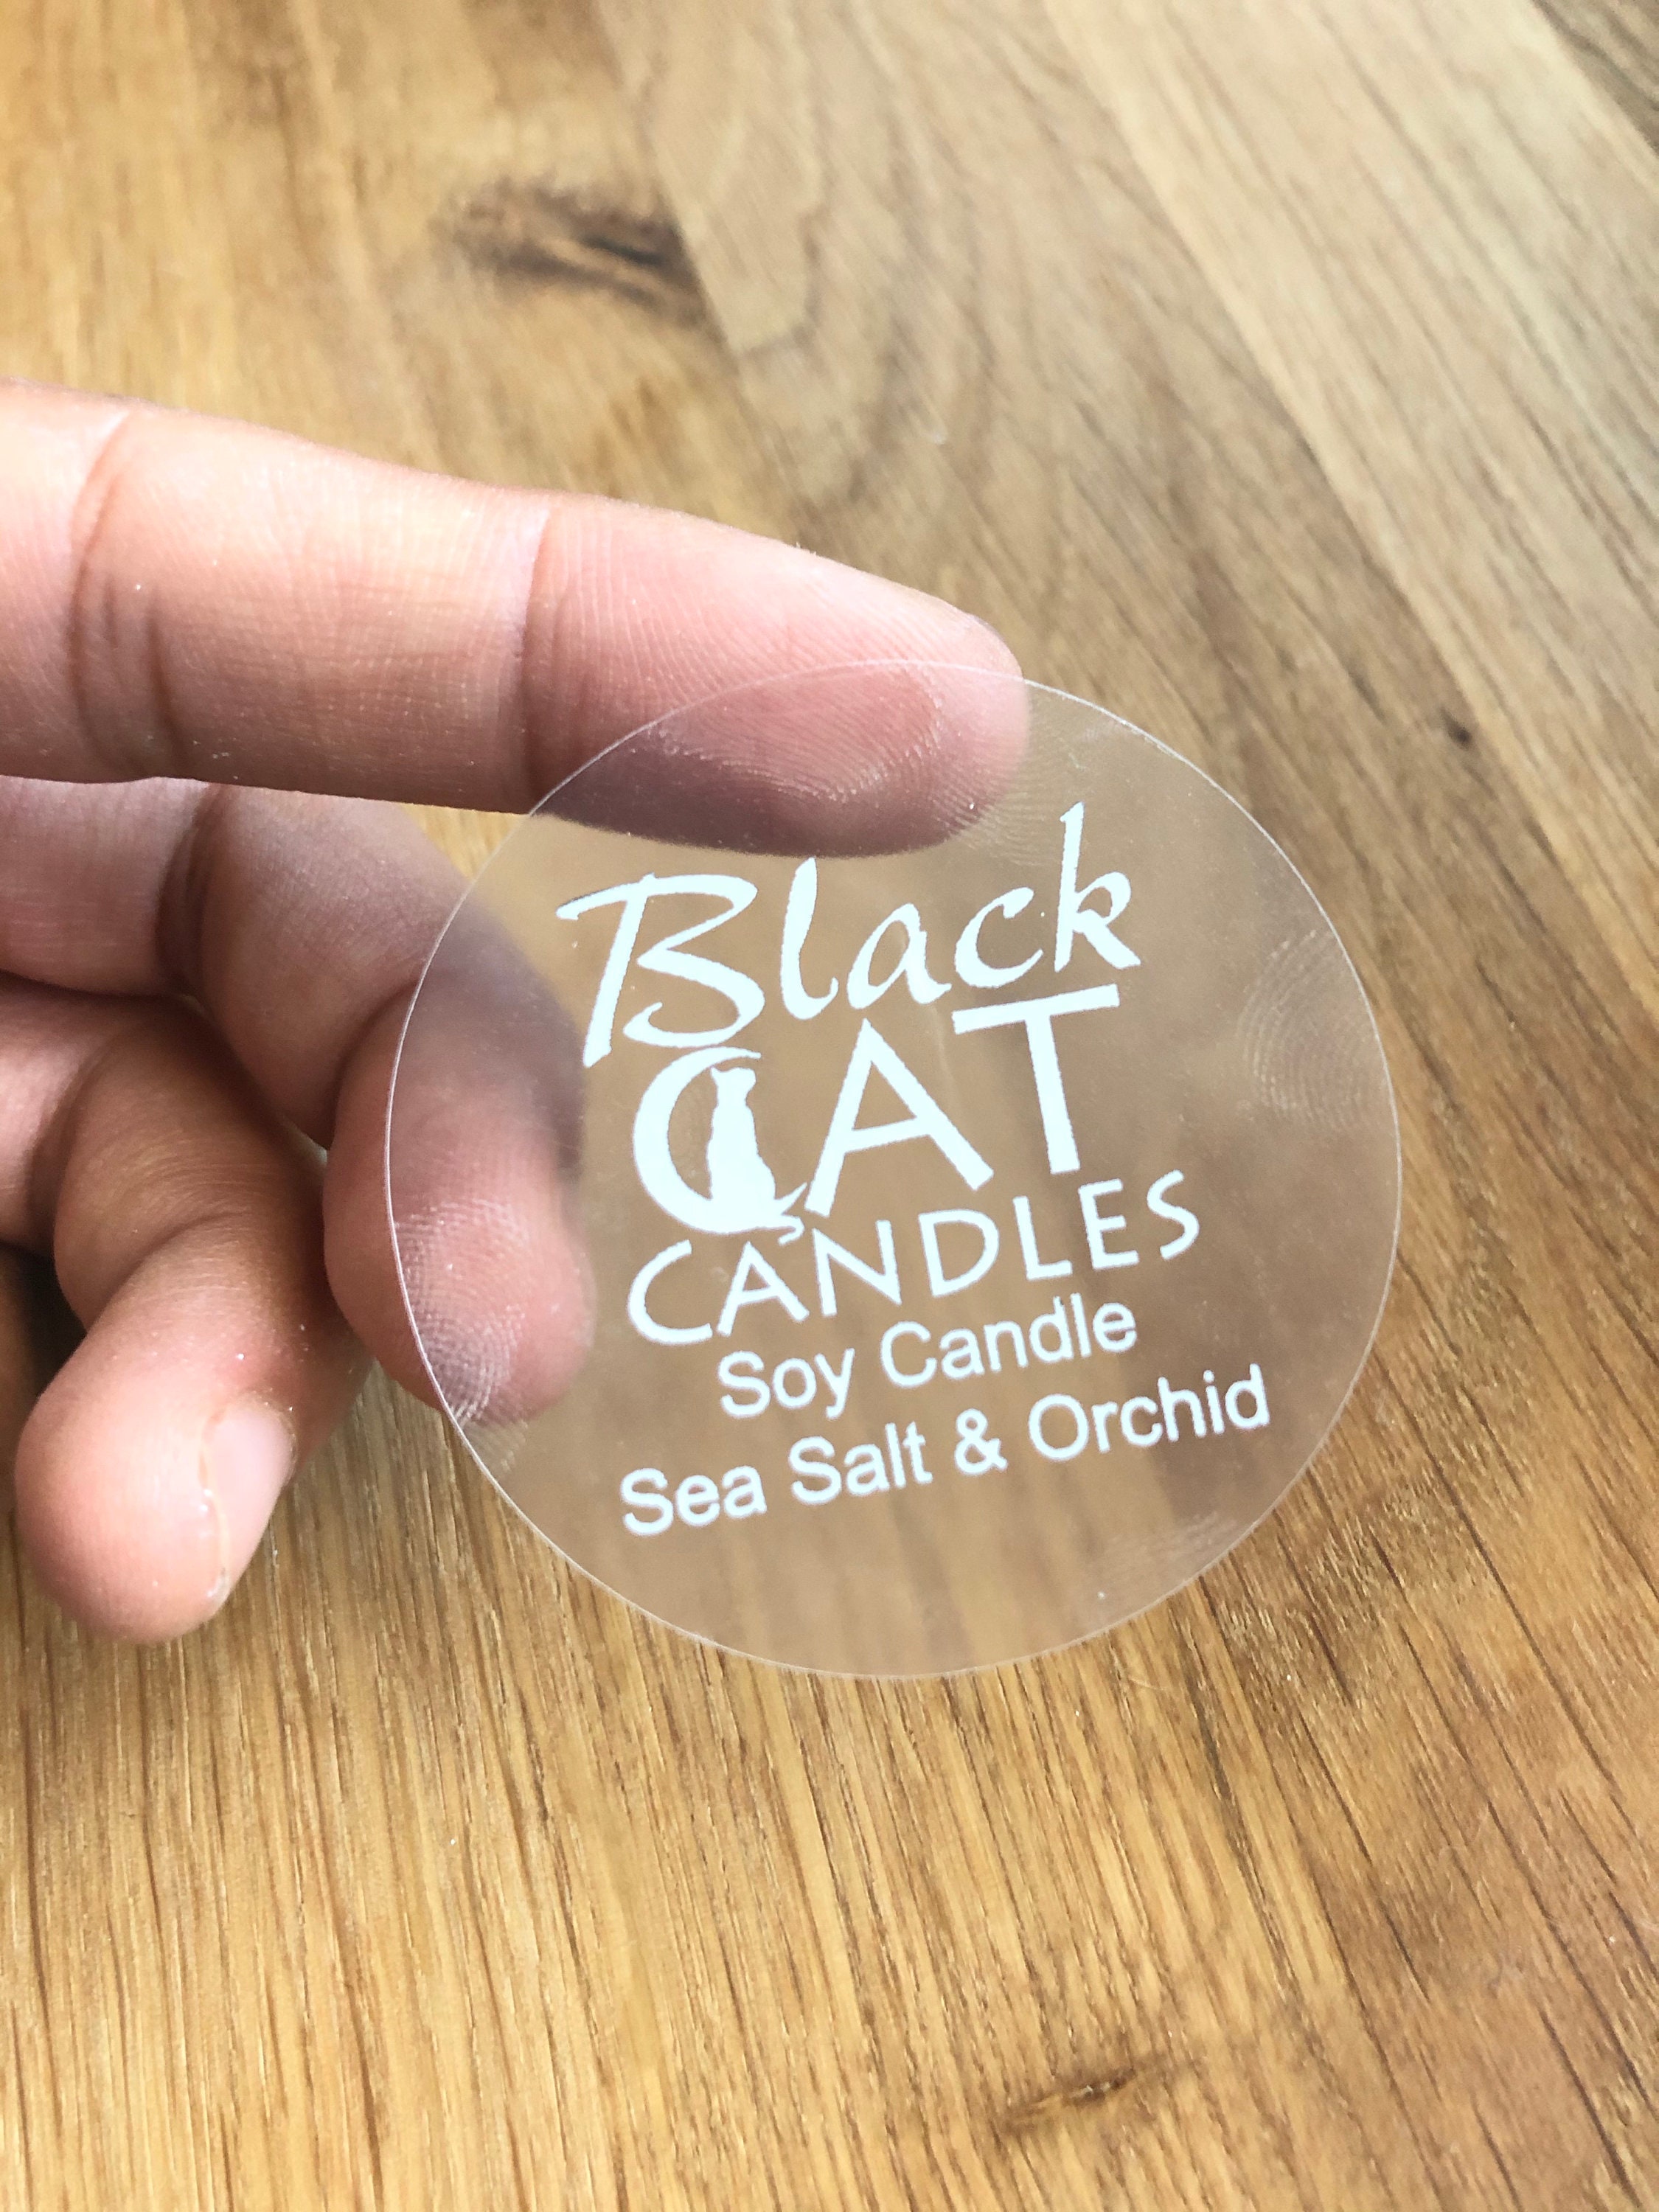 Black
CAT
CANDLES
Soy Candle
Sea Salt & Orchid